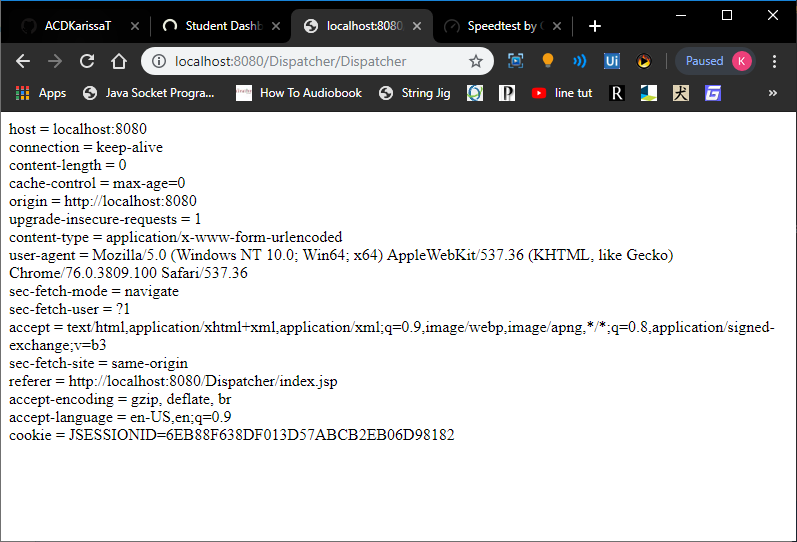 ACDKarissaT
Student Dashb
localhost:8080
Speedtest by
localhost:8080/Dispatcher/Dispatcher
Ui
Paused
K
Apps
Java Socket Progra...
How To Audiobook
String Jig
P
line tut
R
犬
G
»
host = localhost:8080
connection = keep-alive
content-length = 0
cache-control = max-age=0
origin = http://localhost:8080
upgrade-insecure-requests = 1
content-type = application/x-www-form-urlencoded
user-agent = Mozilla/5.0 (Windows NT 10.0; Win64; x64) AppleWebKit/537.36 (KHTML, like Gecko)
Chrome/76.0.3809.100 Safari/537.36
sec-fetch-mode = navigate
sec-fetch-user = ?1
accept = text/html,application/xhtml+xml,application/xml;q=0.9,image/webp,image/apng,*/*;q=0.8,application/signed-
exchange;v=b3
sec-fetch-site = same-origin
referer = http://localhost:8080/Dispatcher/index.jsp
accept-encoding = gzip, deflate, br
accept-language = en-US,en;q=0.9
cookie = JSESSIONID=6EB88F638DF013D57ABCB2EB06D98182